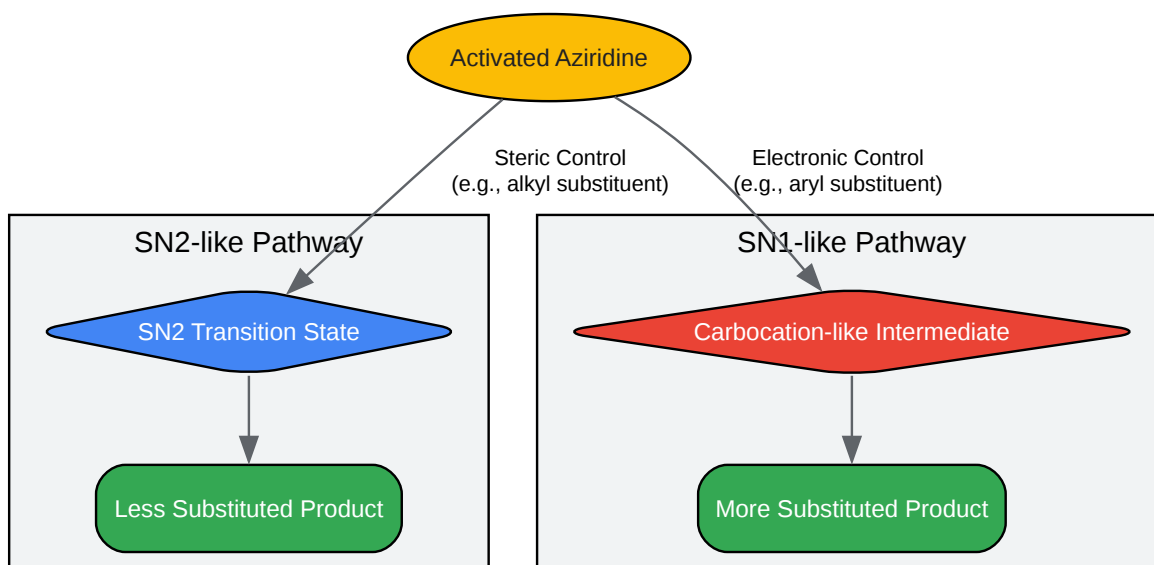 Activated Aziridine
Steric Control
(e.g., alkyl substituent)
Electronic Control
(e.g., aryl substituent)
SN2-like Pathway
SN1-like Pathway
SN2 Transition State
Carbocation-like Intermediate
Less Substituted Product
More Substituted Product